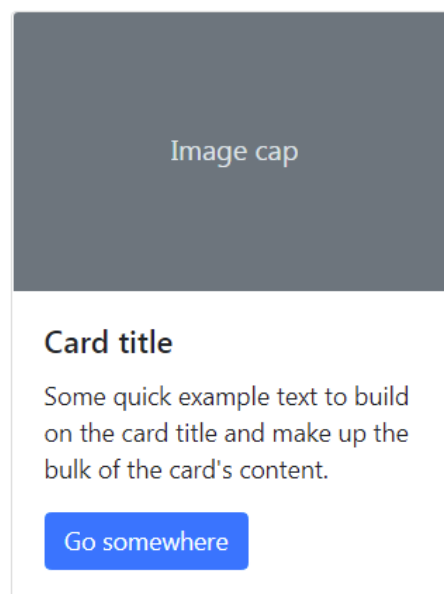 Image cap
Card title
Some quick example text to build
on the card title and make up the
bulk of the card's content.
Go somewhere